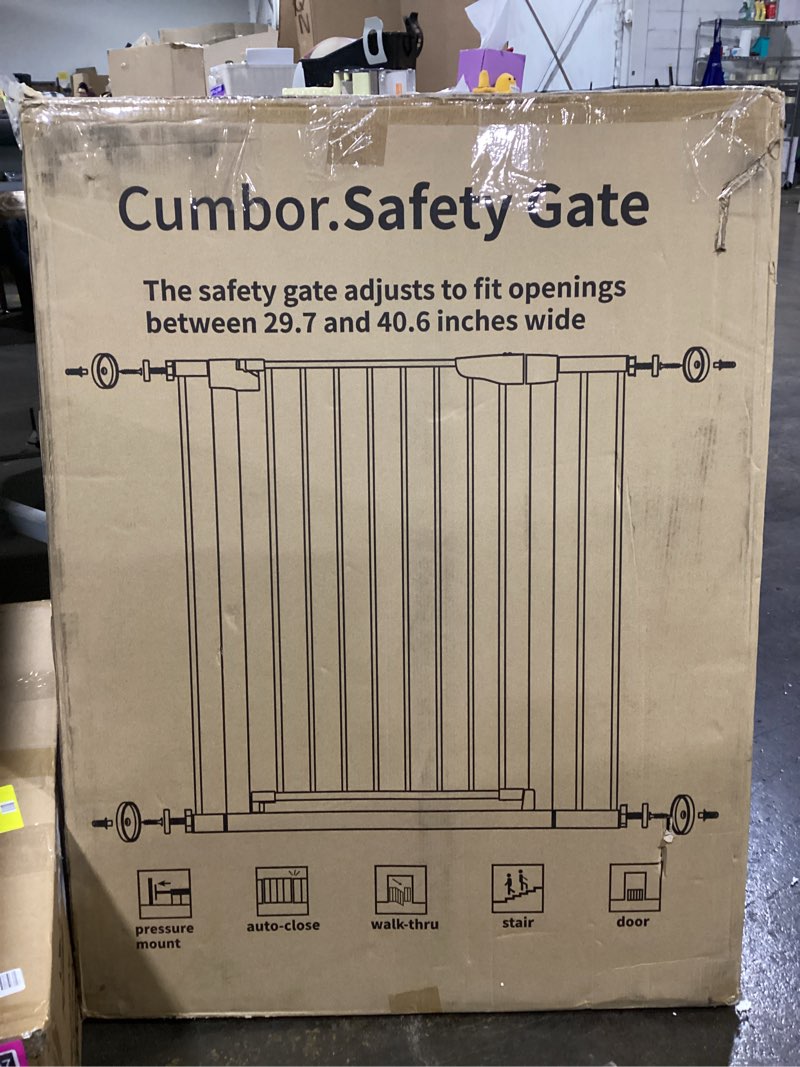 Cumbor.Safety Gate
The safety gate adjusts to fit openings
between 29.7 and 40.6 inches wide
pressure
mount
auto-close
walk-thru
stair
door